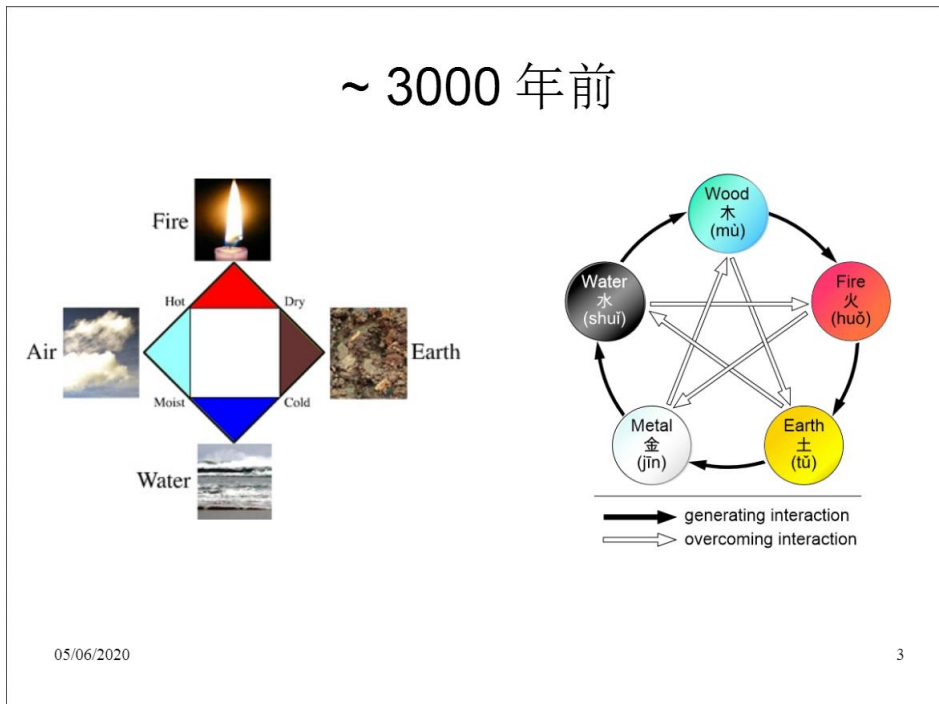 ~ 3000 年前
Fire
Hot
Dry
Air
Earth
Moist
Cold
Water
Wood
木
(mù)
Water
水
(shuǐ)
Fire
火
(huǒ)
Metal
金
(jīn)
Earth
土
(tǔ)
generating interaction
overcoming interaction
05/06/2020
3